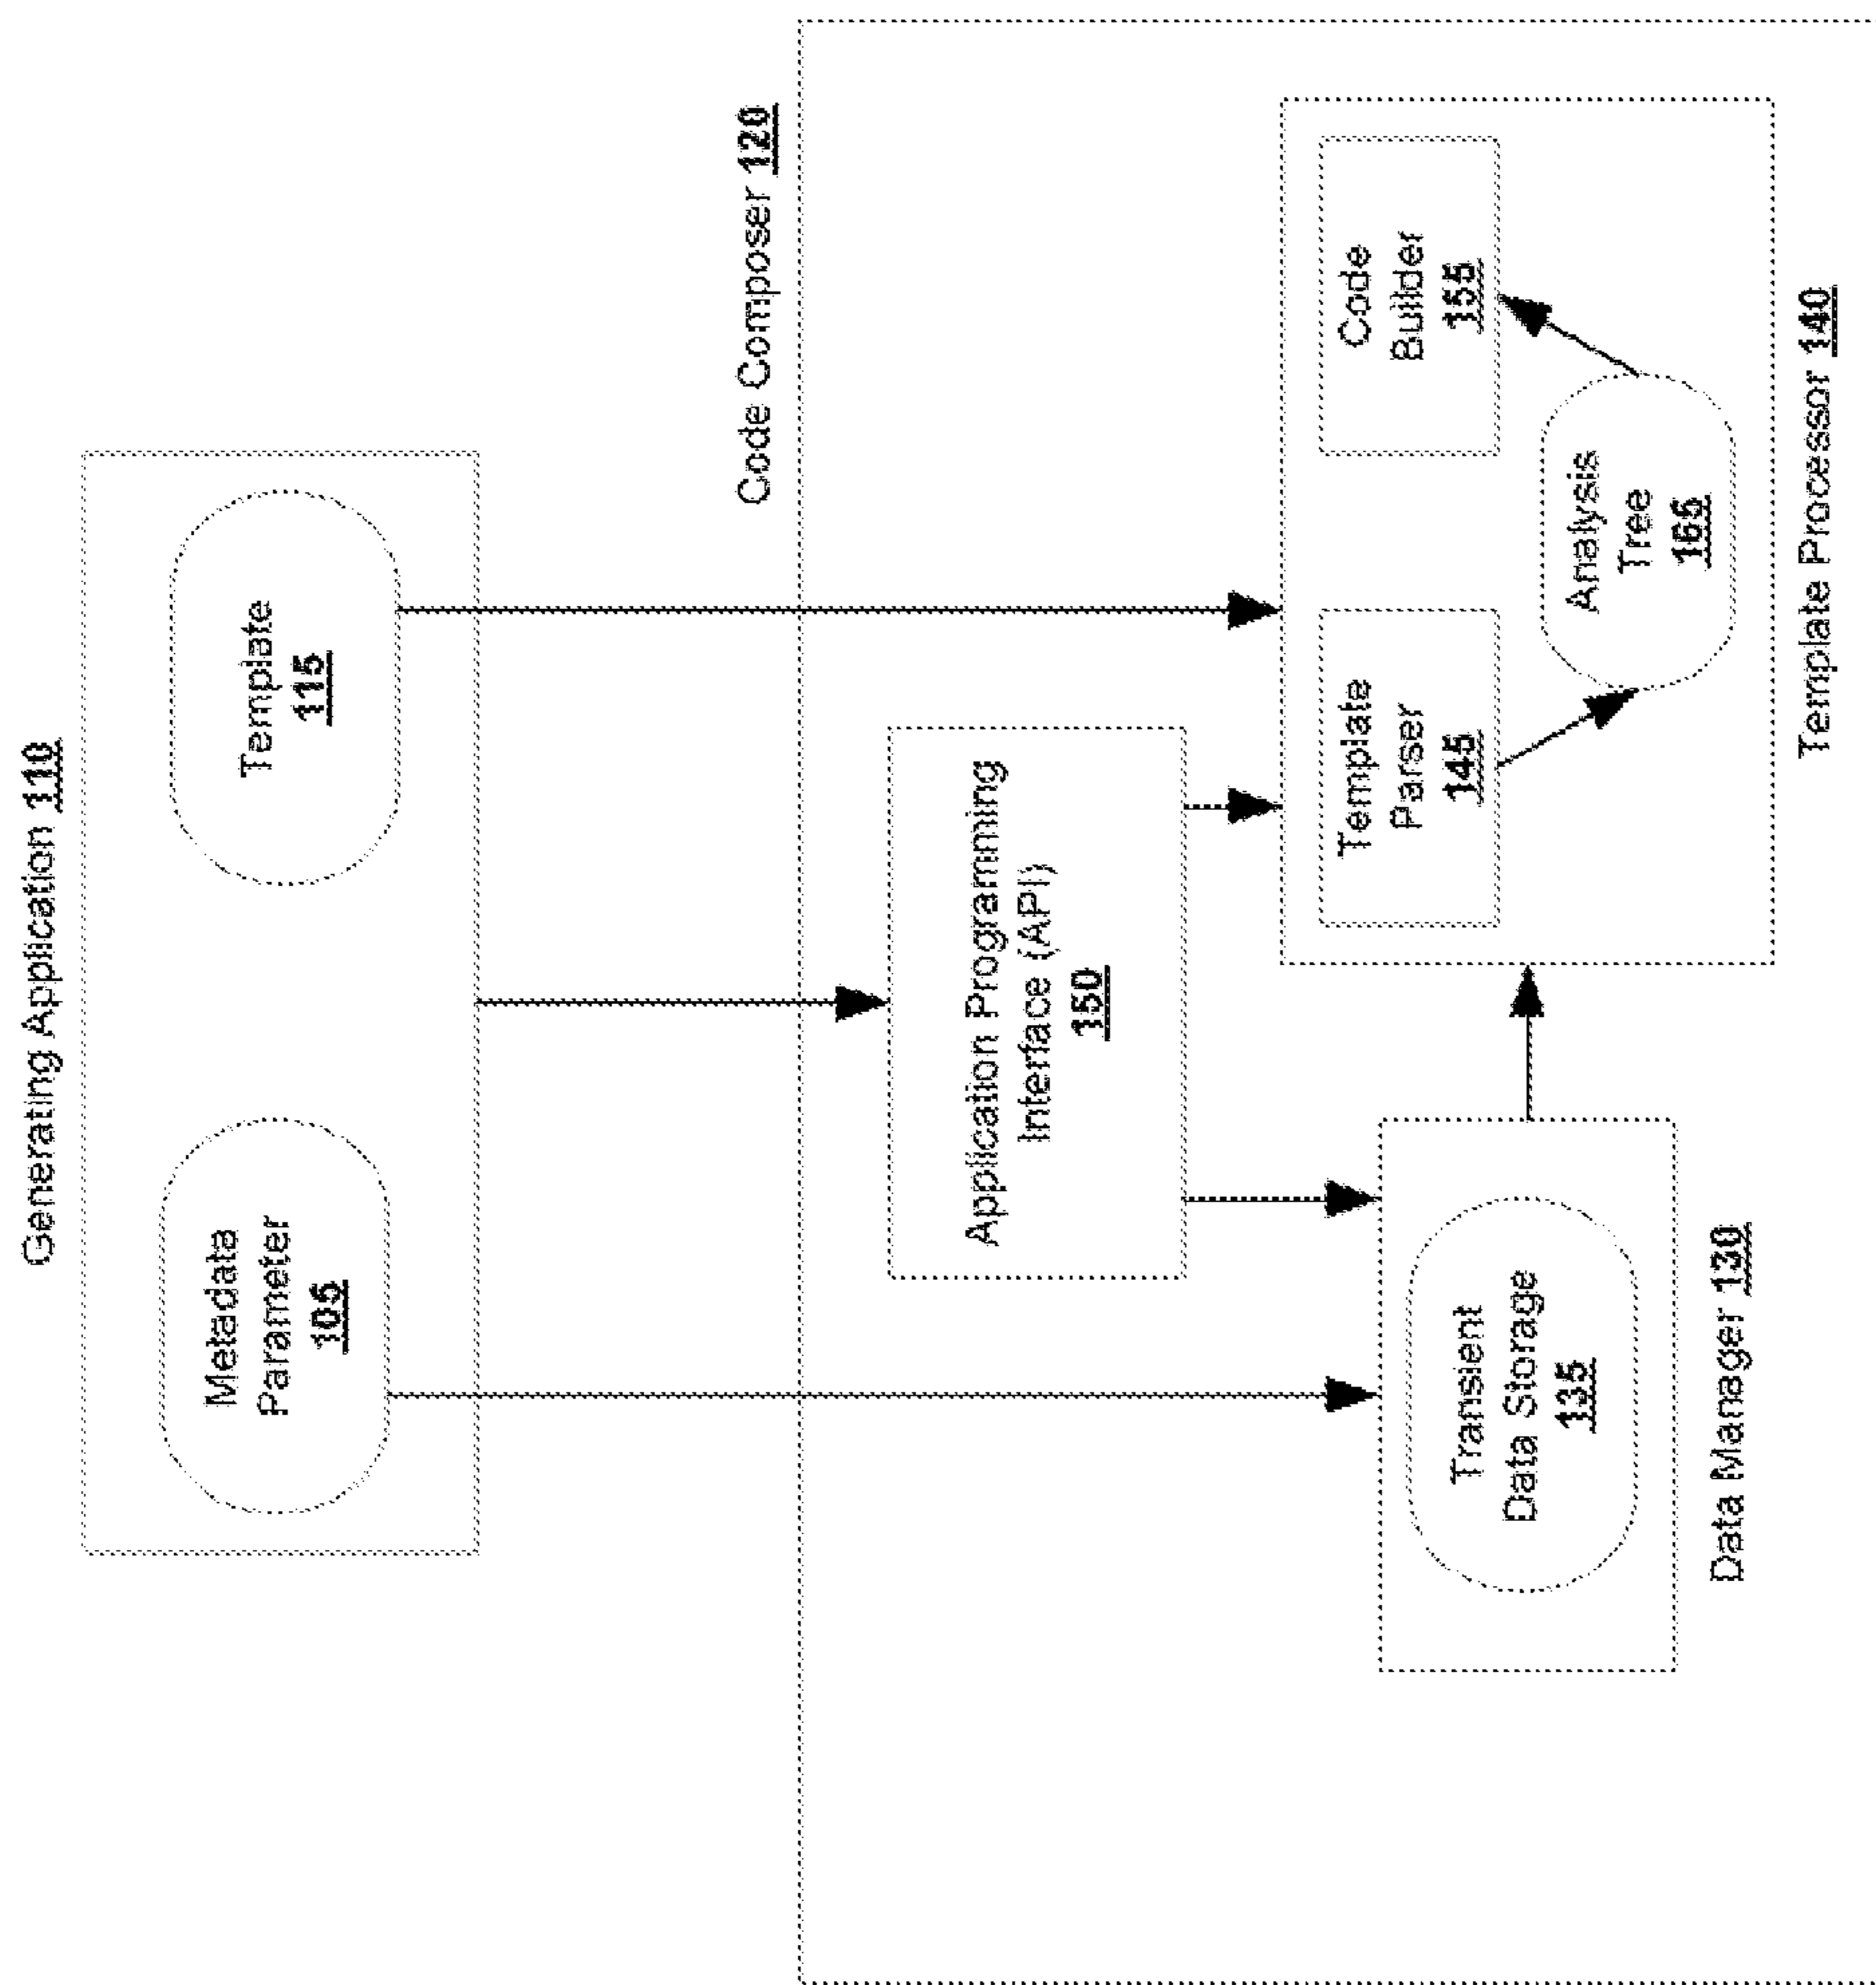 Generating Application 110
Metadata
Parameter
105
Template
115
Code Composer 120
Application Programming
Interface (API)
150
Transient
Data Storage
135
Data Manager 130
Template
Parser
145
Code
Builder
155
Analysis
Tree
165
Template Processor 140